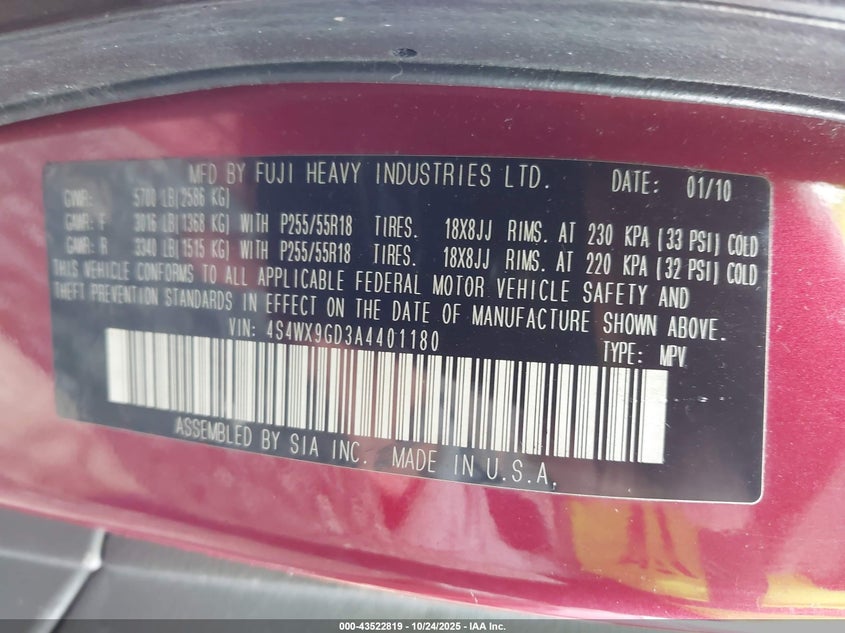 MFD BY FUJI HEAVY INDUSTRIES LTD. DATE: 01/10
GVWR: 5700 LB(2586 KG)
GAWR: F 3016 LB(1368 KG) WITH P255/55R18 TIRES. 18X8JJ RIMS. AT 230 KPA (33 PSI) COLD
GAWR: R 3340 LB(1515 KG) WITH P255/55R18 TIRES. 18X8JJ RIMS. AT 220 KPA (32 PSI) COLD
THIS VEHICLE CONFORMS TO ALL APPLICABLE FEDERAL MOTOR VEHICLE SAFETY AND
THEFT PREVENTION STANDARDS IN EFFECT ON THE DATE OF MANUFACTURE SHOWN ABOVE.
VIN: 4S4WX9GD3A4401180 TYPE: MPV
ASSEMBLED BY SIA INC. MADE IN U.S.A.
000-43522819 - 10/24/2025 - IAA Inc.